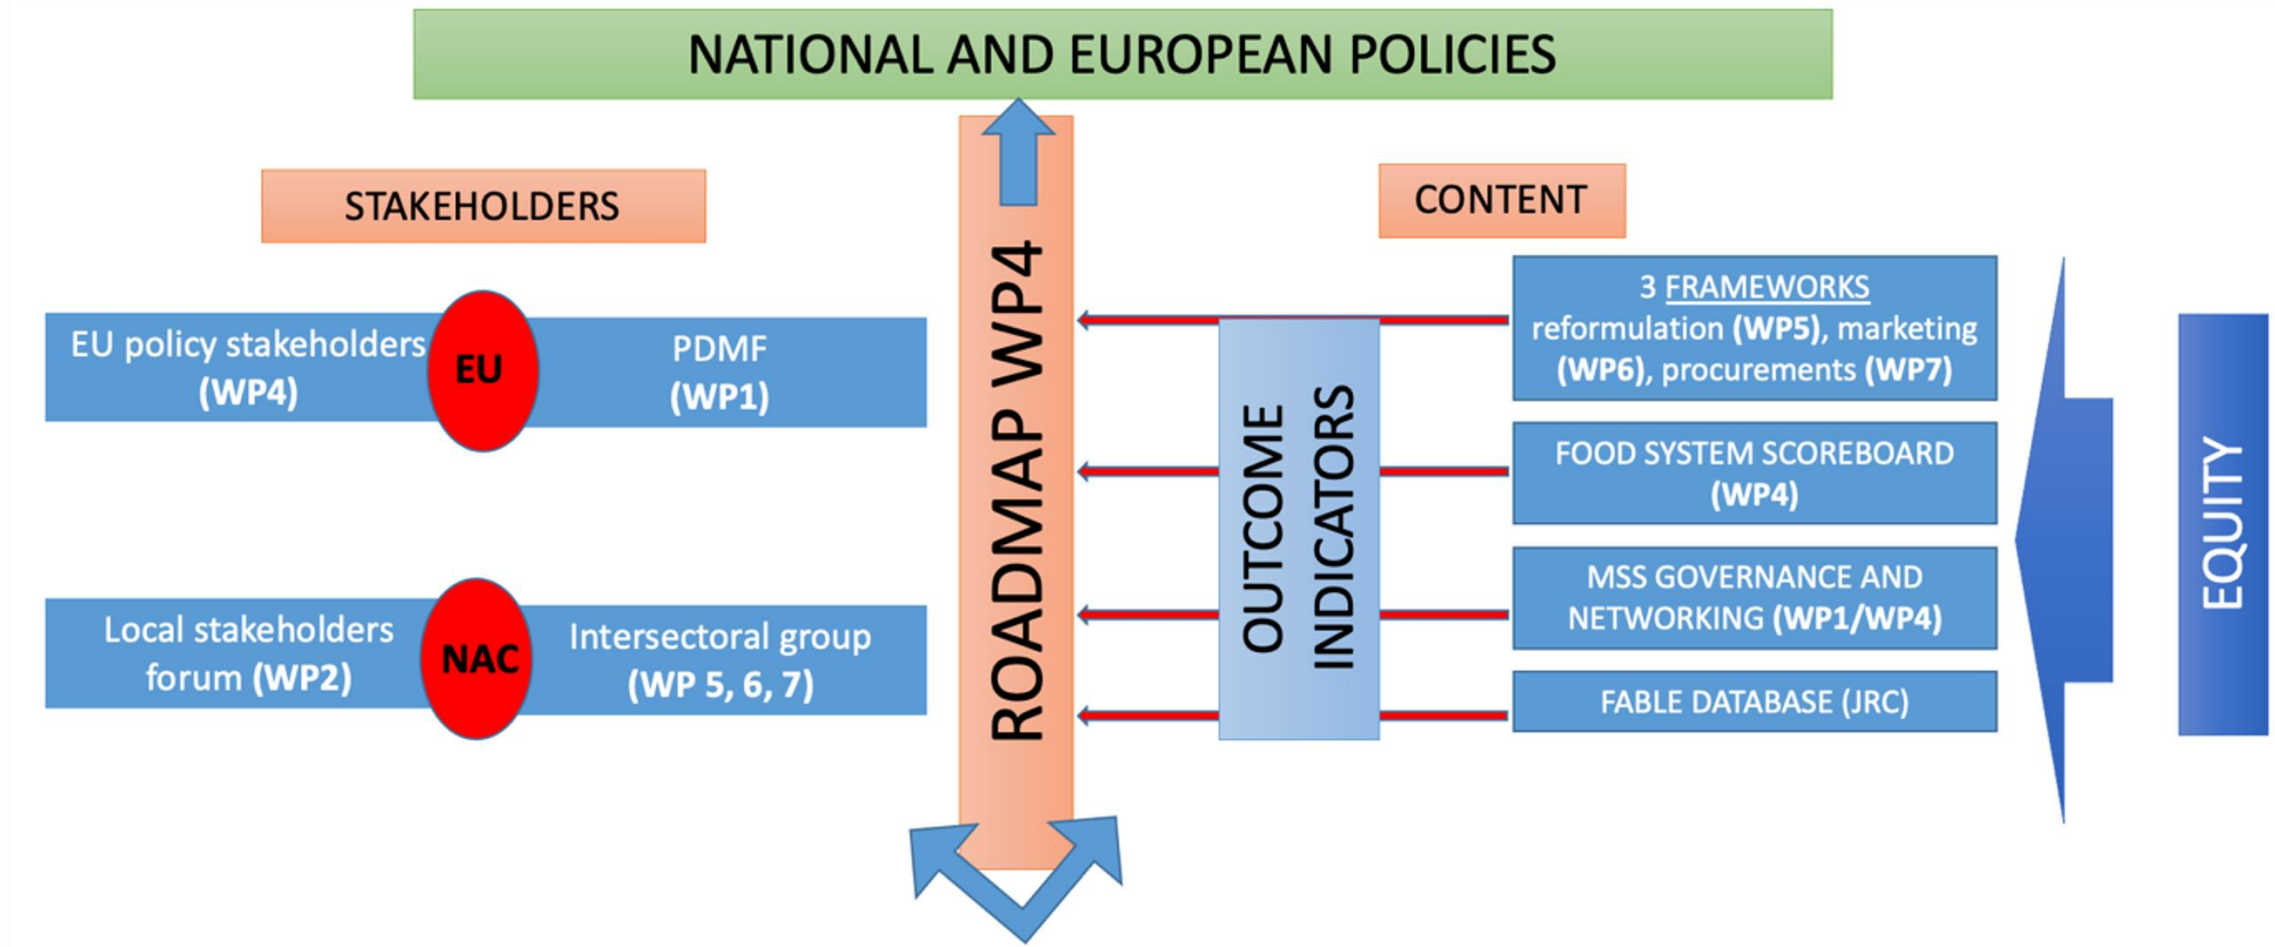 NATIONAL AND EUROPEAN POLICIES
STAKEHOLDERS
EU policy stakeholders
(WP4)
EU
PDMF
(WP1)
Local stakeholders
forum (WP2)
NAC
Intersectoral group
(WP 5, 6, 7)
ROADMAP WP4
CONTENT
OUTCOME
INDICATORS
3 FRAMEWORKS
reformulation (WP5), marketing
(WP6), procurements (WP7)
FOOD SYSTEM SCOREBOARD
(WP4)
MSS GOVERNANCE AND
NETWORKING (WP1/WP4)
FABLE DATABASE (JRC)
EQUITY